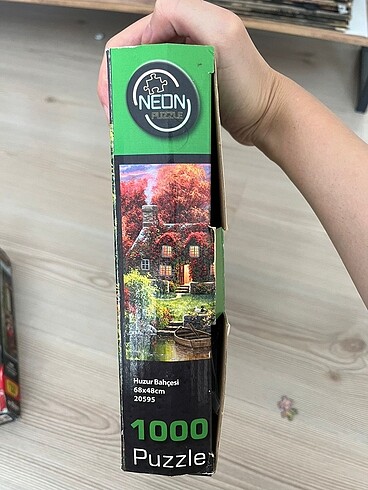 NEON
PUZZLE
Huzur Bahçesi
68x48cm
20595
1000
Puzzle